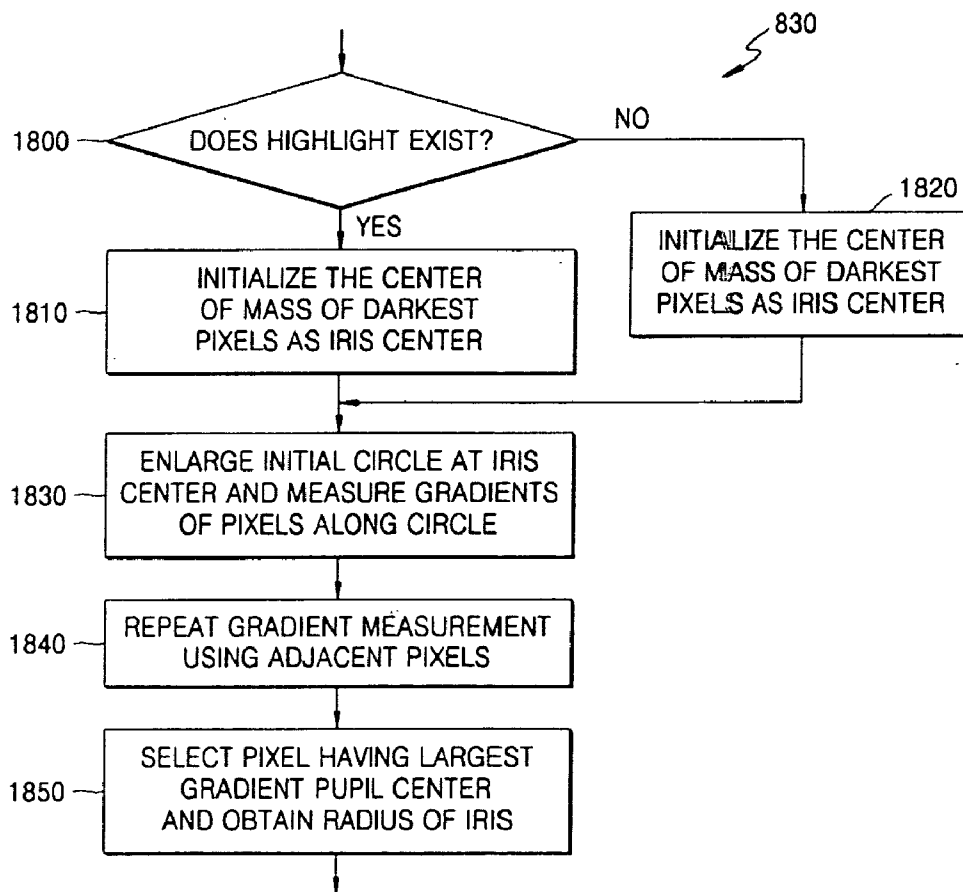 830
1800
DOES HIGHLIGHT EXIST?
NO
YES
1820
INITIALIZE THE CENTER
OF MASS OF DARKEST
PIXELS AS IRIS CENTER
1810
INITIALIZE THE CENTER
OF MASS OF DARKEST
PIXELS AS IRIS CENTER
1830
ENLARGE INITIAL CIRCLE AT IRIS
CENTER AND MEASURE GRADIENTS
OF PIXELS ALONG CIRCLE
1840
REPEAT GRADIENT MEASUREMENT
USING ADJACENT PIXELS
1850
SELECT PIXEL HAVING LARGEST
GRADIENT PUPIL CENTER
AND OBTAIN RADIUS OF IRIS